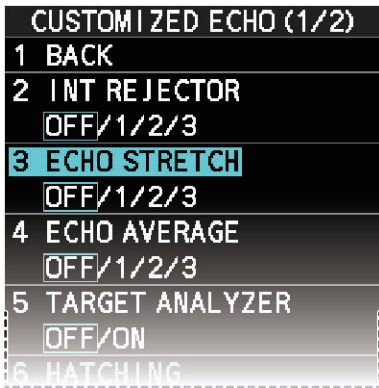 CUSTOMIZED ECHO (1/2)
1 BACK
2 INT REJECTOR
OFF/1/2/3
3 ECHO STRETCH
OFF/1/2/3
4 ECHO AVERAGE
OFF/1/2/3
5 TARGET ANALYZER
OFF/ON
6 HATCHING